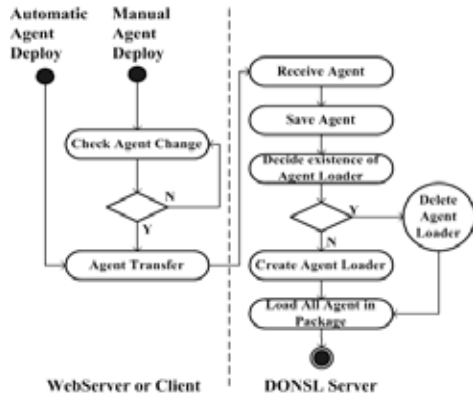 Automatic
Agent
Deploy
Manual
Agent
Deploy
Check Agent Change
N
Y
Agent Transfer
WebServer or Client
Receive Agent
Save Agent
Decide existence of
Agent Loader
Y
N
Delete
Agent
Loader
Create Agent Loader
Load All Agent in
Package
DONSL Server